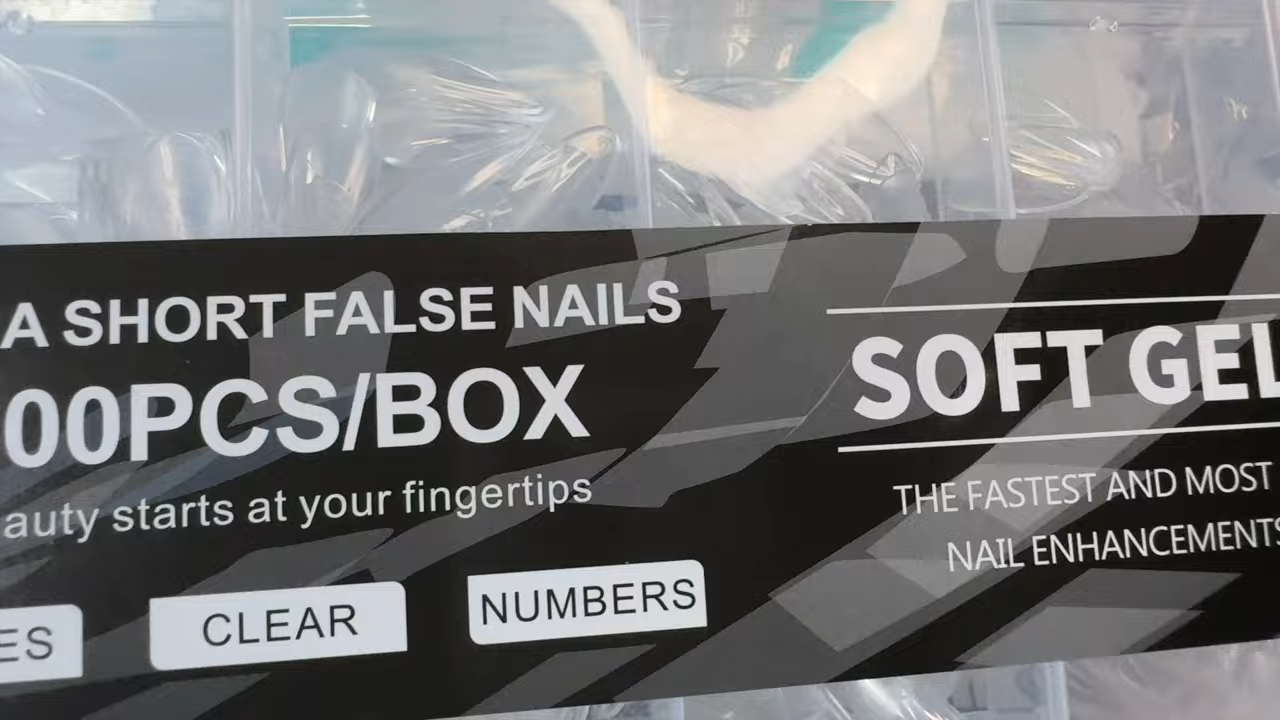 A SHORT FALSE NAILS
00PCS/BOX
auty starts at your fingertips
ES
CLEAR
NUMBERS
SOFT GEL
THE FASTEST AND MOST
NAIL ENHANCEMENTS